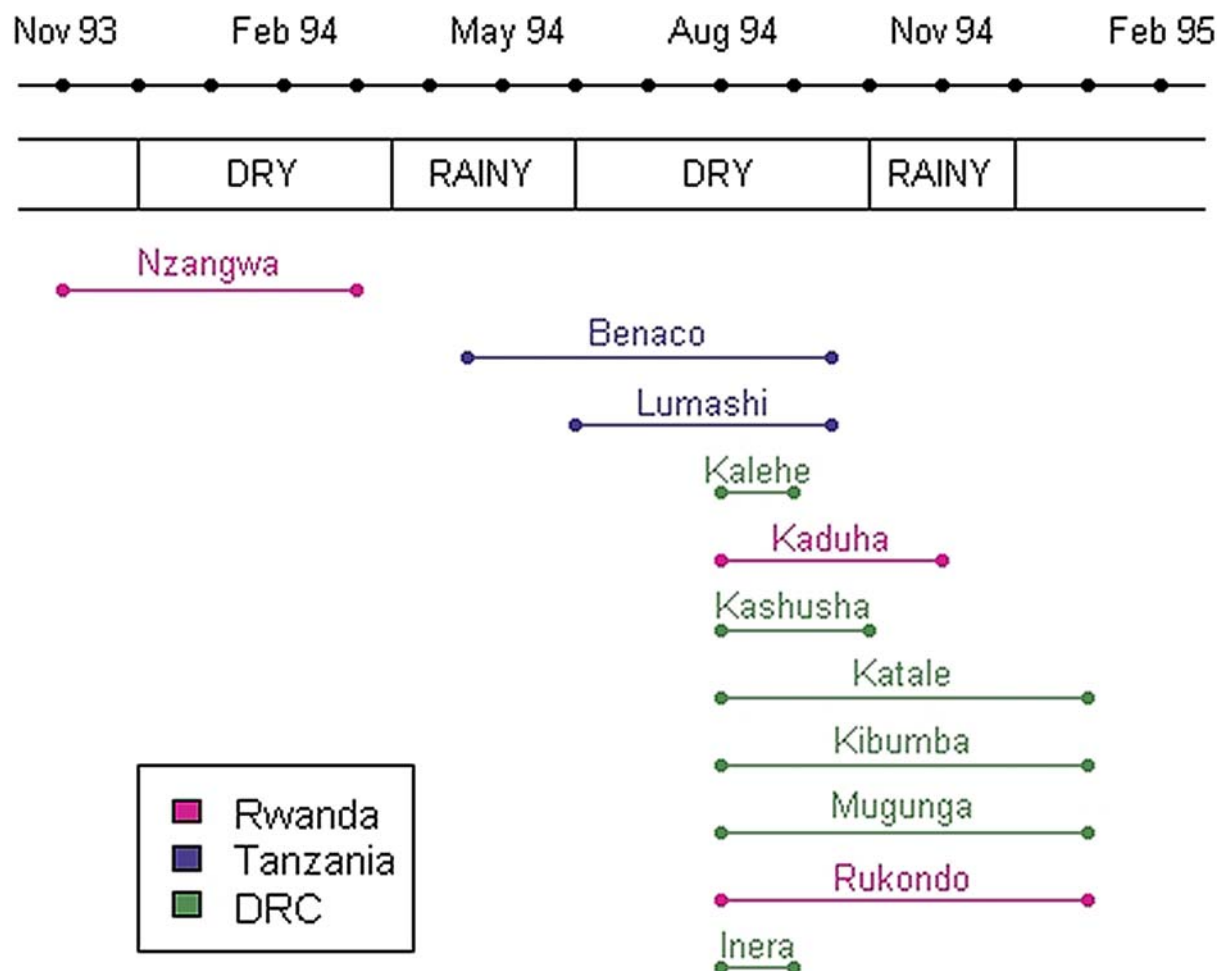 Nov 93 Feb 94 May 94 Aug 94 Nov 94 Feb 95
DRY RAINY DRY RAINY
Nzangwa
Benaco
Lumashi
Kalehe
Kaduha
Kashusha
Katale
Kibumba
Mugunga
Rukondo
Inera
Rwanda
Tanzania
DRC